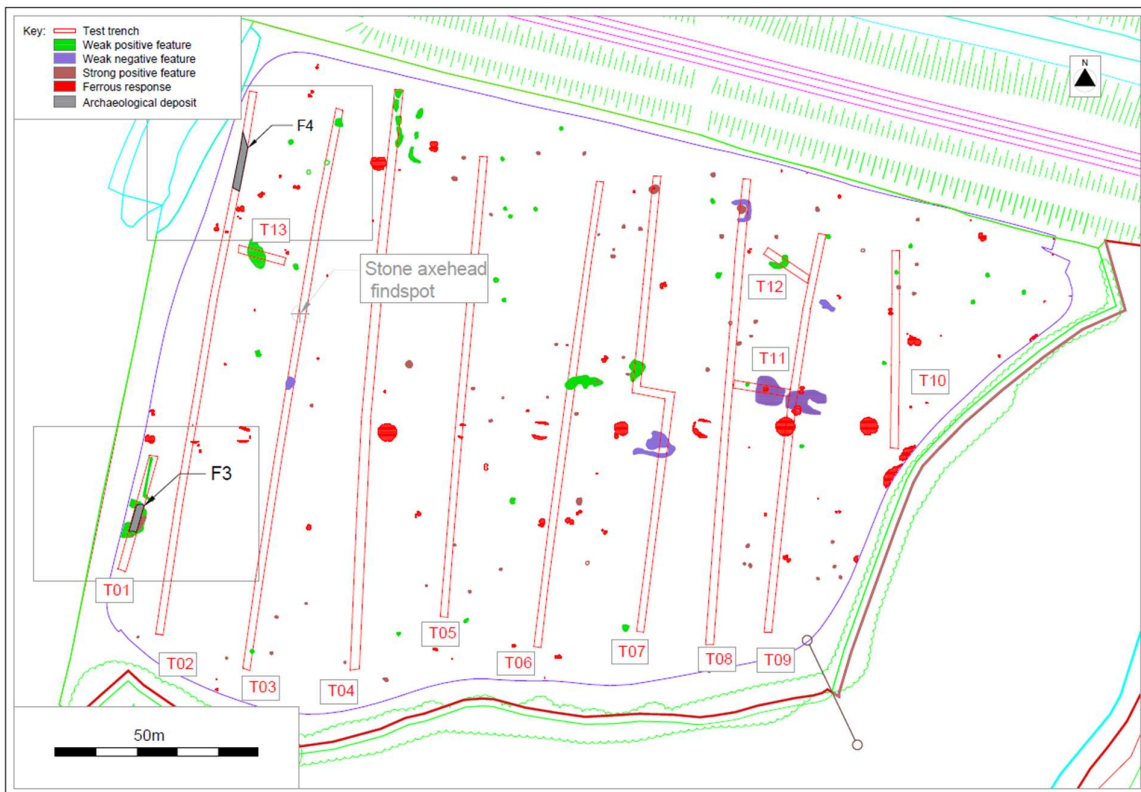 Key:
Test trench
Weak positive feature
Weak negative feature
Strong positive feature
Ferrous response
Archaeological deposit
N
F4
T13
Stone axehead
findspot
T12
T11
T10
F3
T01
T02
T03
T04
T05
T06
T07
T08
T09
50m